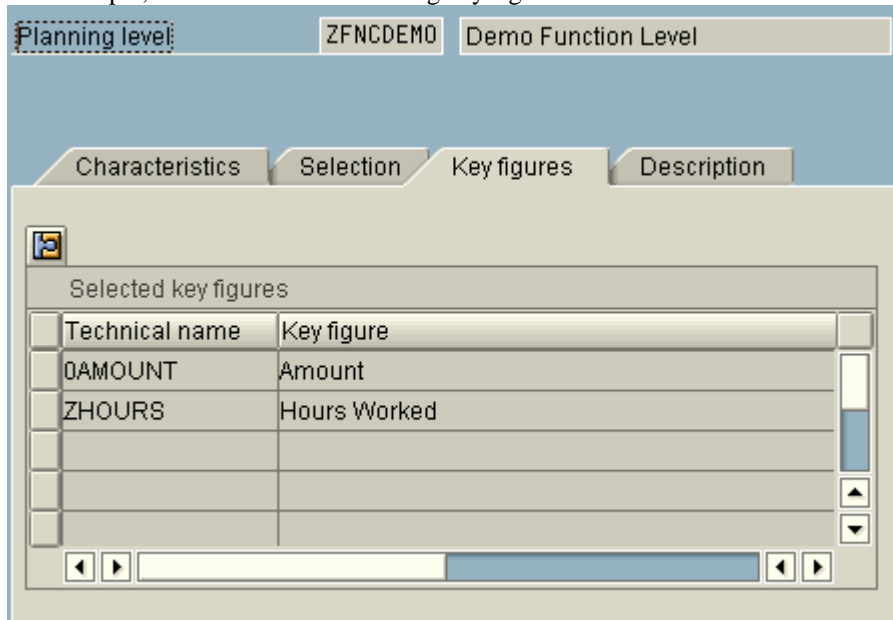 Planning level ZFNCDEMO Demo Function Level
Characteristics Selection Key figures Description
Selected key figures
Technical name Key figure
0AMOUNT Amount
ZHOURS Hours Worked